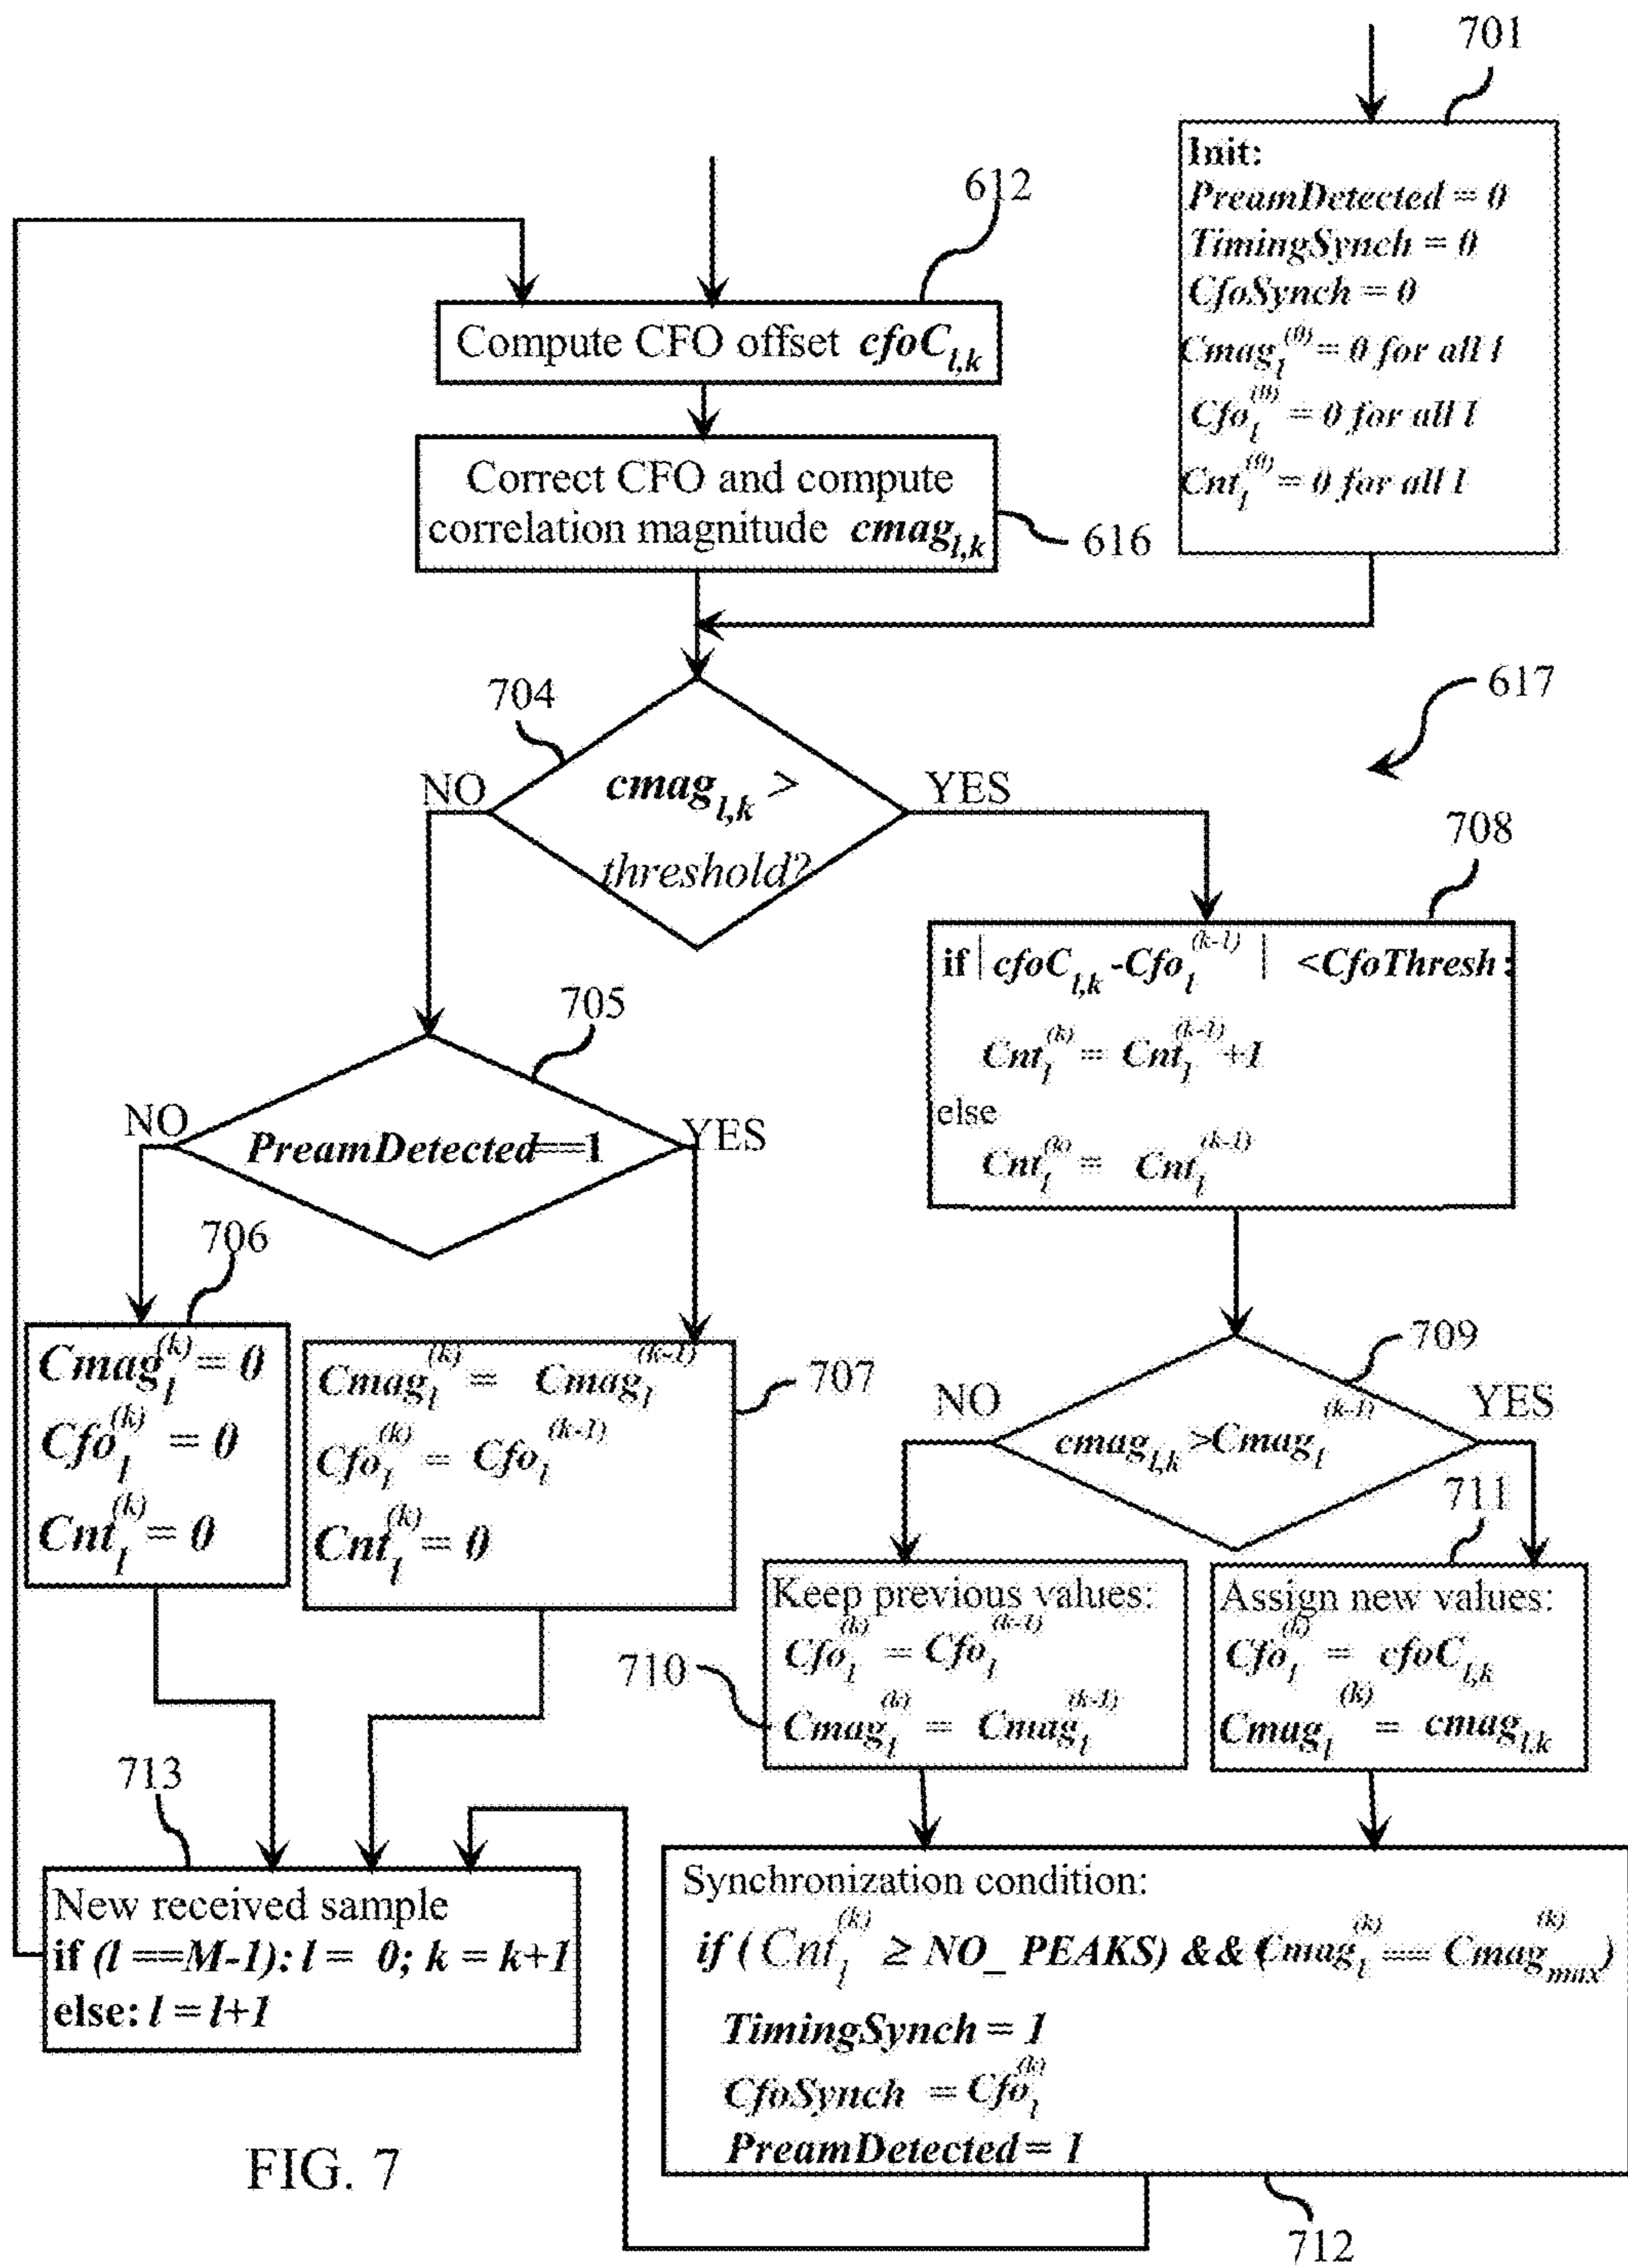 701
Init:
PreamDetected = 0
TimingSynch = 0
CfoSynch = 0
Cmag_l^(0) = 0 for all l
Cfo_l^(0) = 0 for all l
Cnt_l^(0) = 0 for all l
612
Compute CFO offset cfoC_l,k
Correct CFO and compute
correlation magnitude cmag_l,k
616
617
704
NO
YES
cmag_l,k >
threshold?
708
if | cfoC_l,k - Cfo_l^(k-1) | <CfoThresh:
Cnt_l^(k) = Cnt_l^(k-1) +1
else
Cnt_l^(k) = Cnt_l^(k-1)
705
NO
YES
PreamDetected==1
706
Cmag_l^(k) = 0
Cfo_l^(k) = 0
Cnt_l^(k) = 0
707
Cmag_l^(k) = Cmag_l^(k-1)
Cfo_l^(k) = Cfo_l^(k-1)
Cnt_l^(k) = 0
709
NO
YES
cmag_l,k >Cmag_l^(k-1)
710
Keep previous values:
Cfo_l^(k) = Cfo_l^(k-1)
Cmag_l^(k) = Cmag_l^(k-1)
711
Assign new values:
Cfo_l^(k) = cfoC_l,k
Cmag_l^(k) = cmag_l,k
713
New received sample
if (l ==M-1): l = 0; k = k+1
else: l = l+1
Synchronization condition:
if ( Cnt_l^(k) ≥ NO_ PEAKS) && (Cmag_l^(k) == Cmag_max^(k))
TimingSynch = 1
CfoSynch = Cfo_l^(k)
PreamDetected = 1
712
FIG. 7